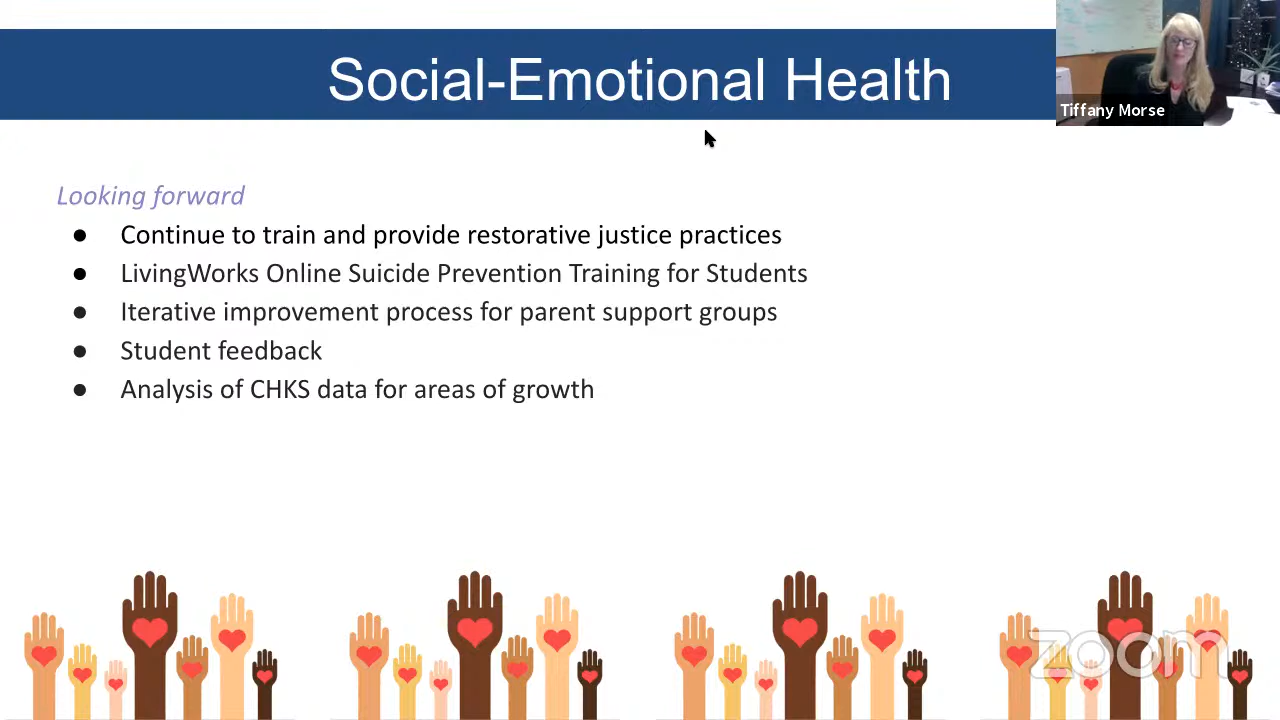 Social-Emotional Health
Tiffany Morse
Looking forward
● Continue to train and provide restorative justice practices
● LivingWorks Online Suicide Prevention Training for Students
● Iterative improvement process for parent support groups
● Student feedback
● Analysis of CHKS data for areas of growth
zoom